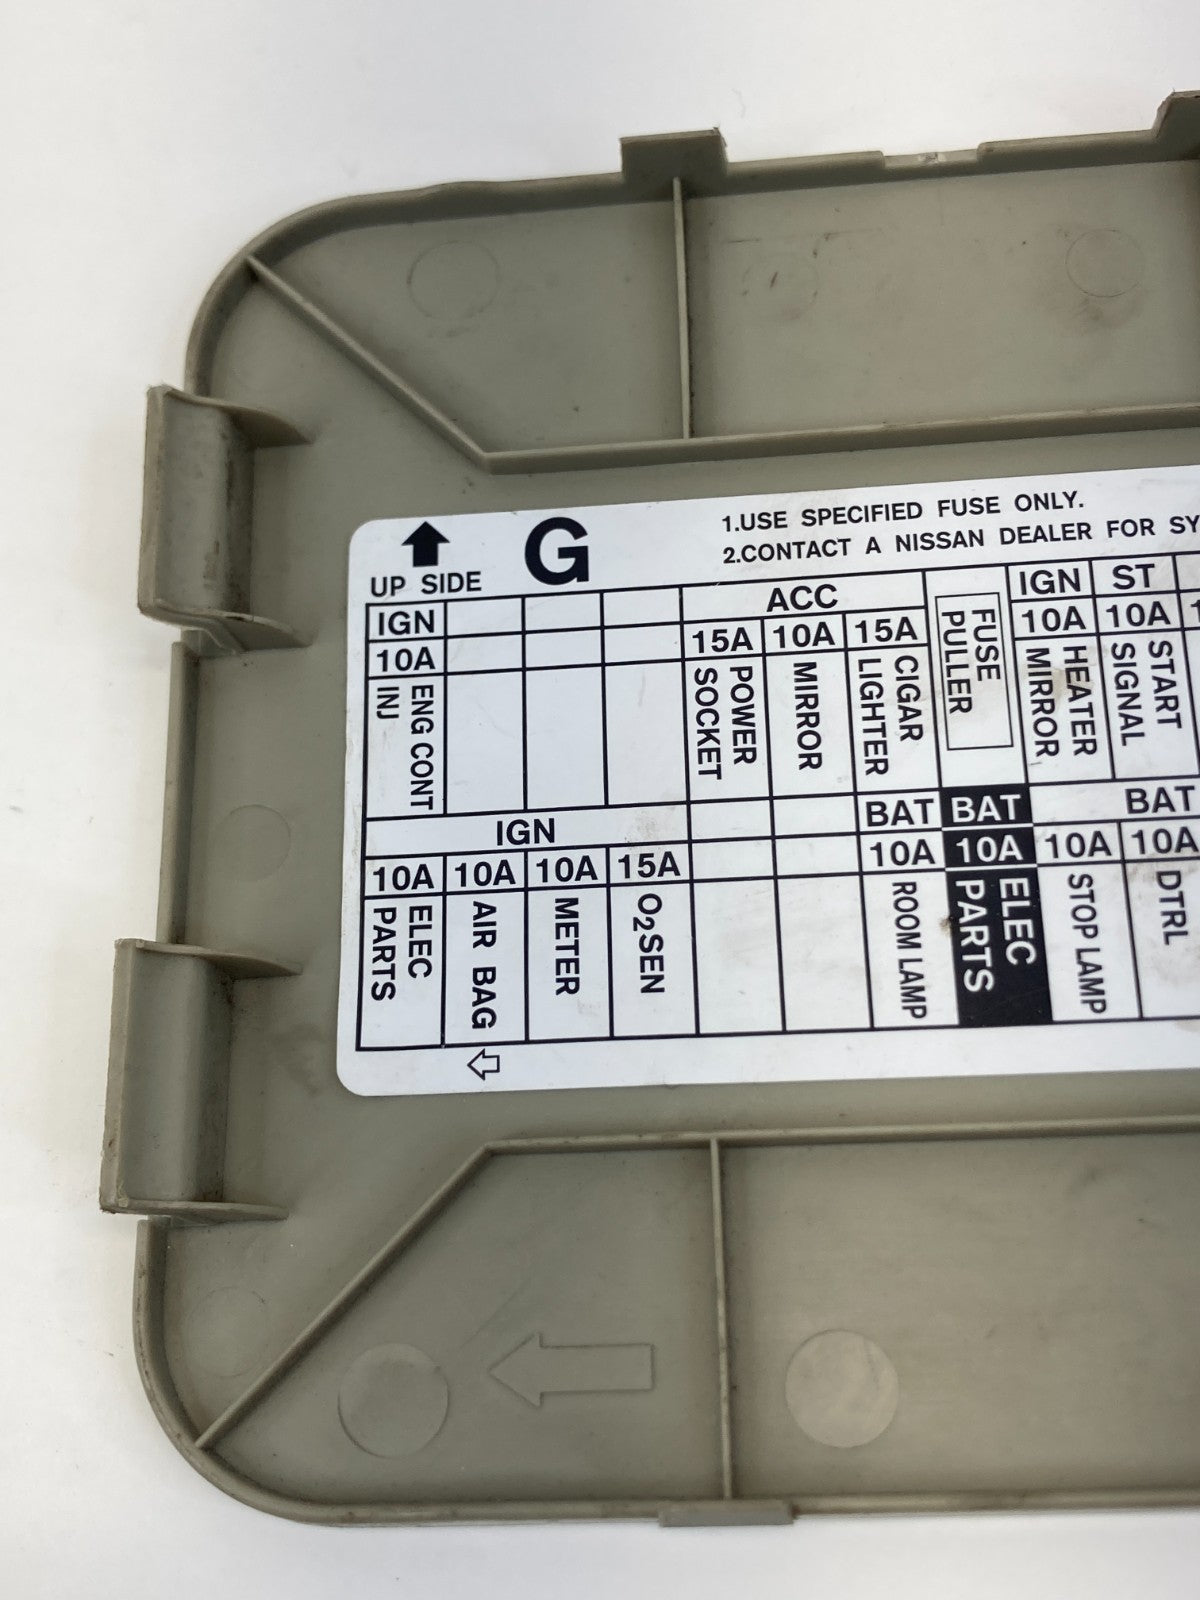 UP SIDE
G
1.USE SPECIFIED FUSE ONLY.
2.CONTACT A NISSAN DEALER FOR
IGN
ACC
FUSE PULLER
IGN
ST
10A
15A
10A
15A
10A
10A
ENG CONT INJ
POWER SOCKET
MIRROR
CIGAR LIGHTER
HEATER MIRROR
START SIGNAL
IGN
BAT
BAT
BAT
10A
10A
10A
15A
10A
10A
10A
10A
ELEC PARTS
AIR BAG
METER
O2SEN
ROOM LAMP
ELEC PARTS
STOP LAMP
DTRL